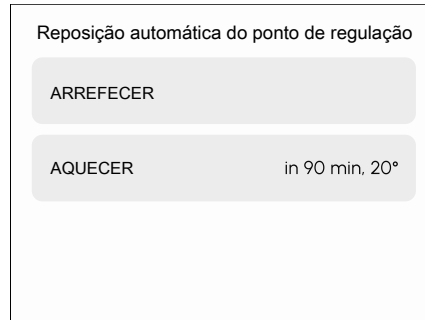 Reposição automática do ponto de regulação
ARREFECER
AQUECER in 90 min, 20°